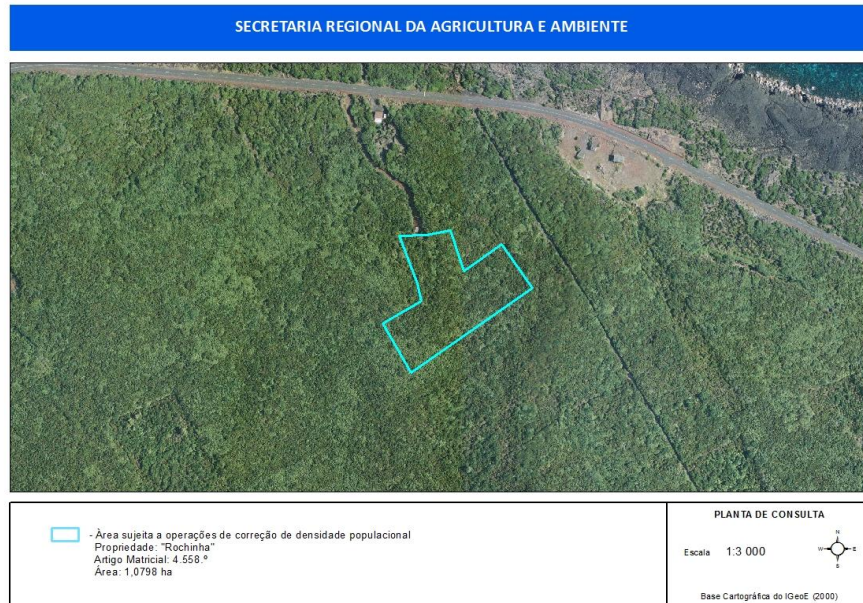 SECRETARIA REGIONAL DA AGRICULTURA E AMBIENTE
- Área sujeita a operações de correção de densidade populacional
Propriedade: "Rochinha"
Artigo Matricial: 4.558.º
Área: 1,0798 ha
PLANTA DE CONSULTA
Escala 1:3 000
N
W E
S
Base Cartográfica do IGeoE (2000)